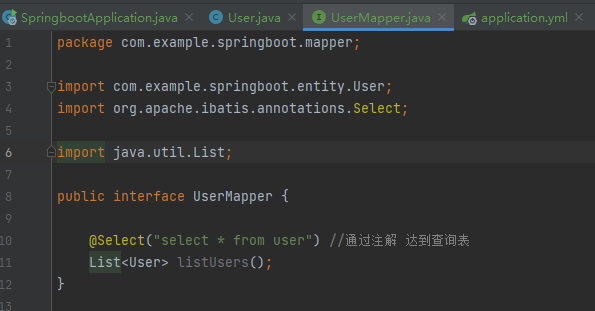 SpringbootApplication.java × User.java × UserMapper.java × application.yml ×
1 package com.example.springboot.mapper;
2
3 import com.example.springboot.entity.User;
4 import org.apache.ibatis.annotations.Select;
5
6 import java.util.List;
7
8 public interface UserMapper {
9
10 @Select("select * from user") //通过注解 达到查询表
11 List<User> listUsers();
12 }
13